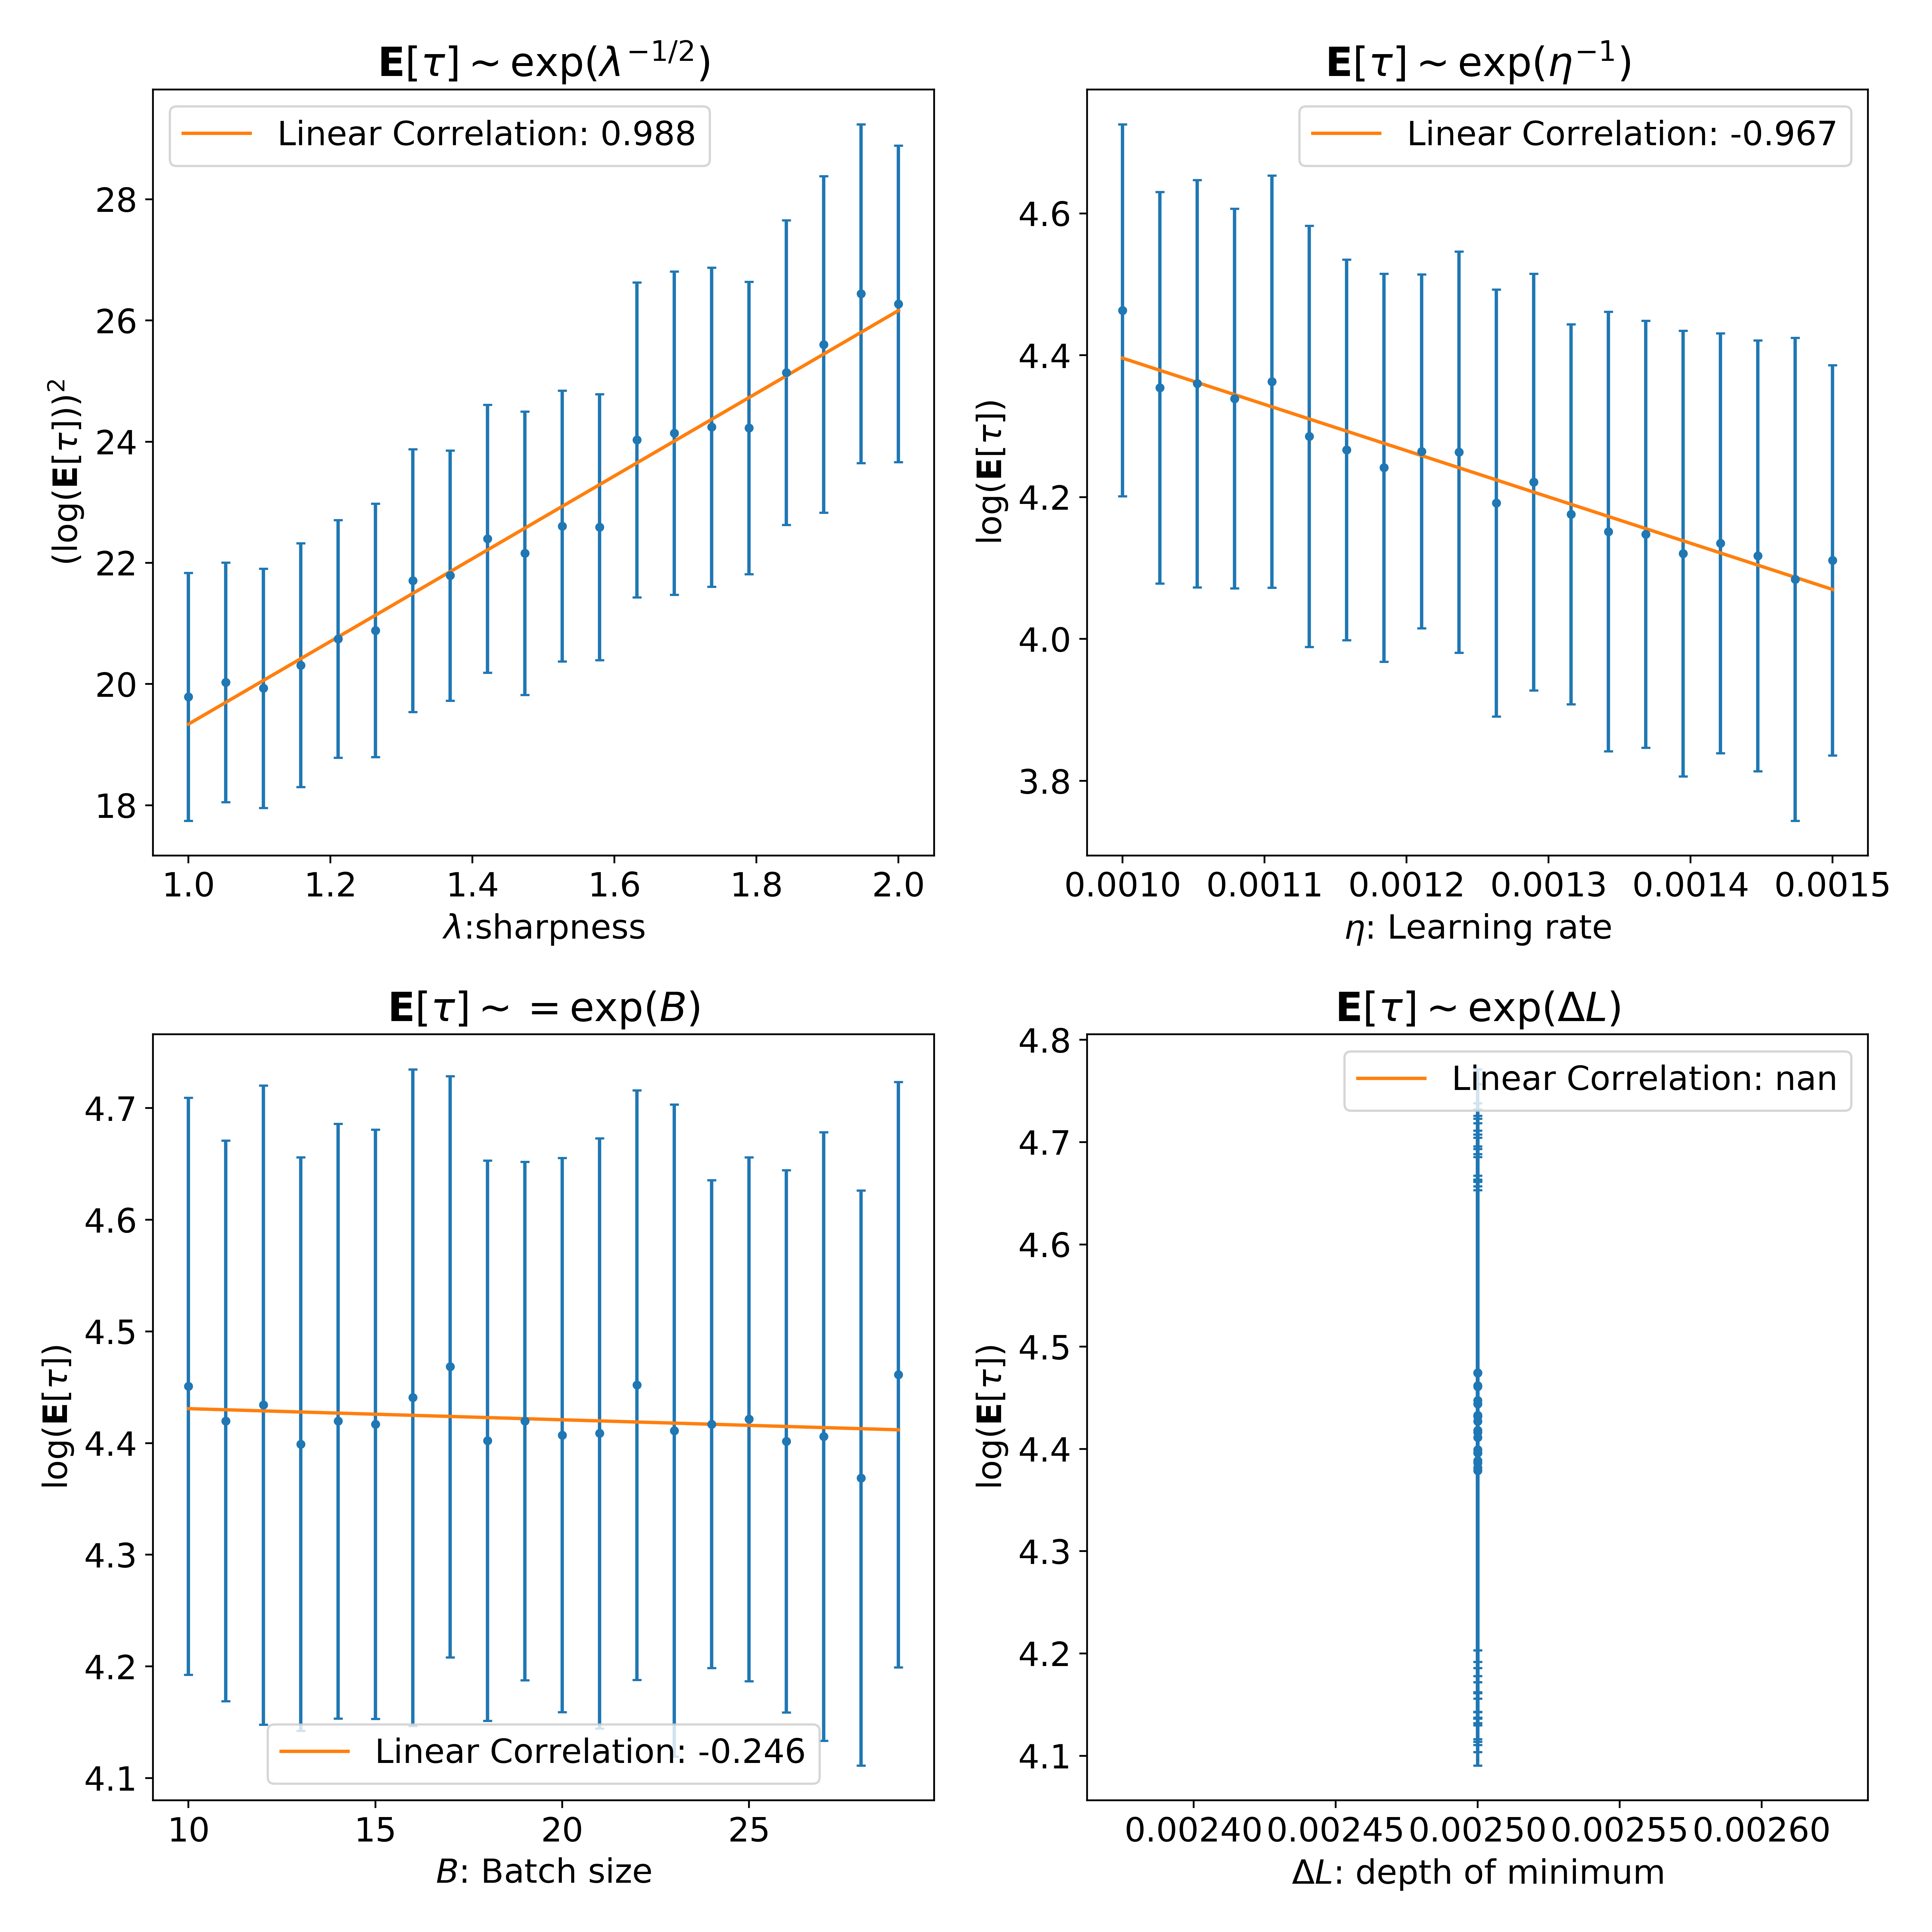 E[τ] ~ exp(λ^{-1/2})
Linear Correlation: 0.988
28
26
24
22
20
18
(log(E[τ]))²
1.0 1.2 1.4 1.6 1.8 2.0
λ:sharpness
E[τ] ~ exp(η⁻¹)
Linear Correlation: -0.967
4.6
4.4
4.2
4.0
3.8
log(E[τ])
0.0010 0.0011 0.0012 0.0013 0.0014 0.0015
η: Learning rate
E[τ] ~ = exp(B)
4.7
4.6
4.5
4.4
4.3
4.2
4.1
log(E[τ])
Linear Correlation: -0.246
10 15 20 25
B: Batch size
E[τ] ~ exp(ΔL)
Linear Correlation: nan
4.8
4.7
4.6
4.5
4.4
4.3
4.2
4.1
log(E[τ])
0.00240 0.00245 0.00250 0.00255 0.00260
ΔL: depth of minimum